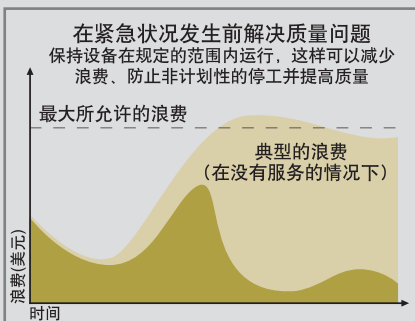 在紧急状况发生前解决质量问题
保持设备在规定的范围内运行，这样可以减少
浪费、防止非计划性的停工并提高质量
最大所允许的浪费
典型的浪费
（在没有服务的情况下）
浪费(美元)
时间